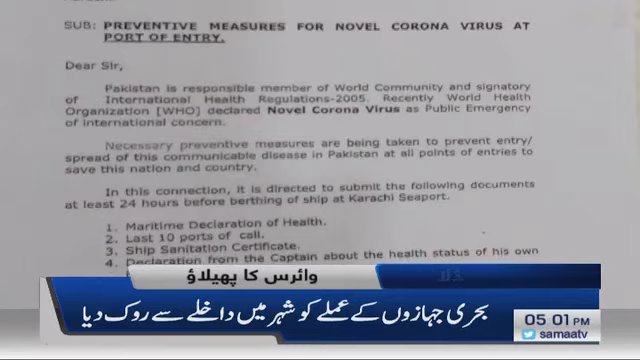 SUB: PREVENTIVE MEASURES FOR NOVEL CORONA VIRUS AT
PORT OF ENTRY.
Dear Sir,
Pakistan is responsible member of World Community and signatory
of International Health Regulations-2005. Recently World Health
Organization [WHO] declared Novel Corona Virus as Public Emergency
of international concern.
Necessary preventive measures are being taken to prevent entry/
spread of this communicable disease in Pakistan at all points of entries to
save this nation and country.
In this connection, it is directed to submit the following documents
at least 24 hours before berthing of ship at Karachi Seaport.
1. Maritime Declaration of Health.
2. Last 10 ports of call.
3. Ship Sanitation Certificate.
4. Declaration from the Captain about the health status of his own
وائرس کا پھیلاؤ
بحری جہازوں کے عملے کو شہر میں داخلے سے روک دیا
05:01 PM
samaatv